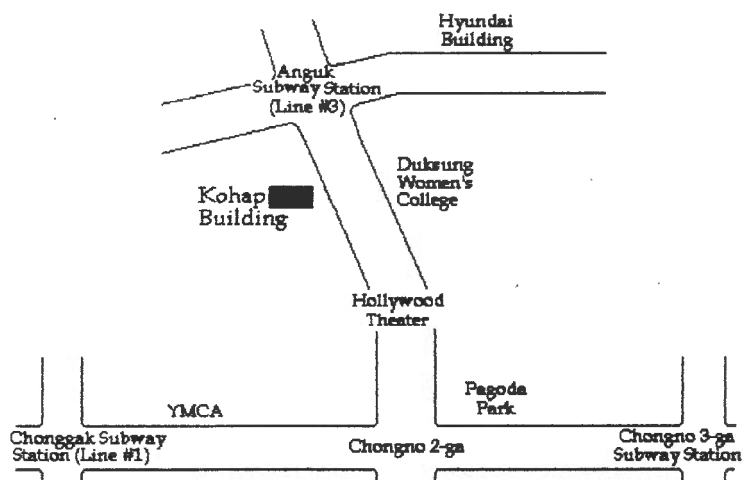 Hyundai
Building
Anguk
Subway Station
(Line #3)
Duksung
Women's
College
Kohap
Building
Hollywood
Theater
Pagoda
Park
YMCA
Chonggak Subway
Station (Line #1)
Chongno 2-ga
Chongno 3-ga
Subway Station